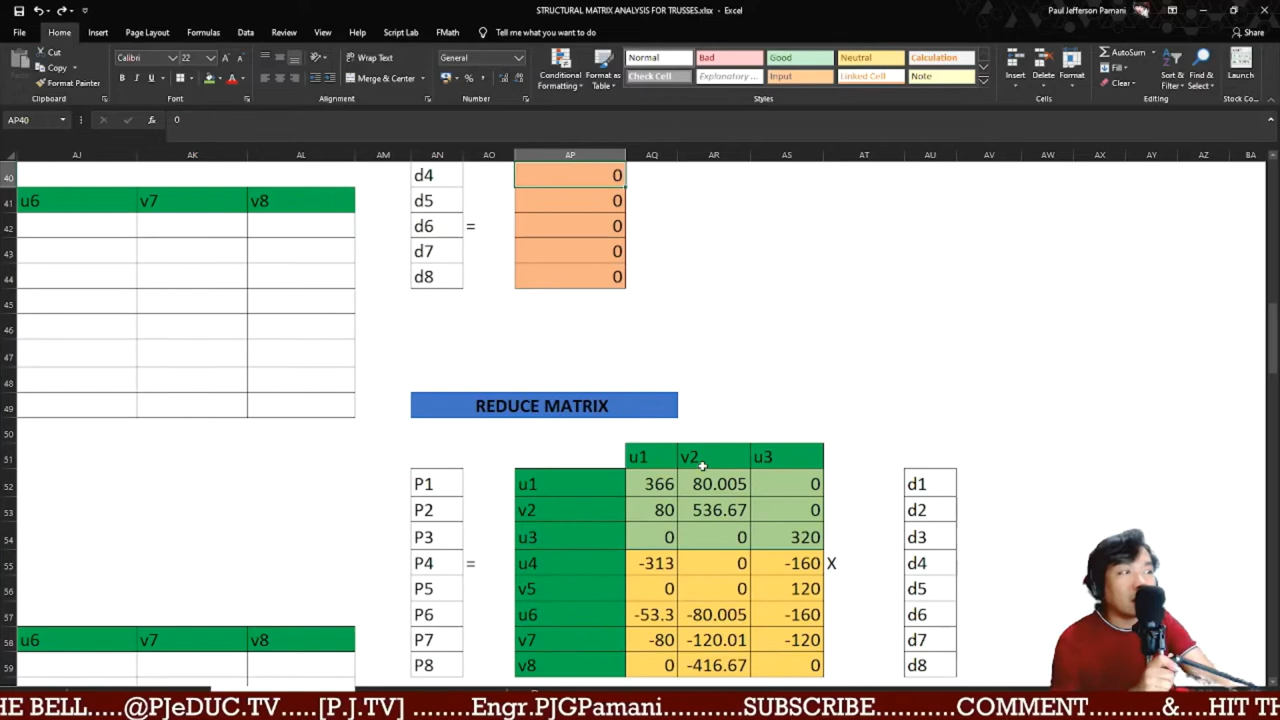 STRUCTURAL MATRIX ANALYSIS FOR TRUSSES.xlsx - Excel
Paul Jefferson Pamani
File Home Insert Page Layout Formulas Data Review View Help Script Lab FMath Tell me what you want to do Share
Cut
Copy
Format Painter
Clipboard
Calibri 22
B I U
Font
Wrap Text
Merge & Center
Alignment
General
Number
Conditional Formatting
Format as Table
Normal Bad Good Neutral Calculation
Check Cell Explanatory ... Input Linked Cell Note
Styles
Insert Delete Format
Cells
AutoSum
Fill
Clear
Sort & Filter
Find & Select
Editing
Launch
Stock Co...
AP40 fx 0
AJ AK AL AM AN AO AP AQ AR AS AT AU AV AW AX AY AZ BA
40 d4 0
41 u6 v7 v8 d5 0
42 d6 = 0
43 d7 0
44 d8 0
45
46
47
48
49 REDUCE MATRIX
50
51 u1 v2 u3
52 P1 u1 366 80.005 0 d1
53 P2 v2 80 536.67 0 d2
54 P3 u3 0 0 320 d3
55 P4 = u4 -313 0 -160 X d4
56 P5 v5 0 0 120 d5
57 P6 u6 -53.3 -80.005 -160 d6
58 u6 v7 v8 P7 v7 -80 -120.01 -120 d7
59 P8 v8 0 -416.67 0 d8
HE BELL.....@PJeDUC.TV.....[P.J.TV] .......Engr.PJGPamani......SUBSCRIBE......COMMENT......&....HIT TH